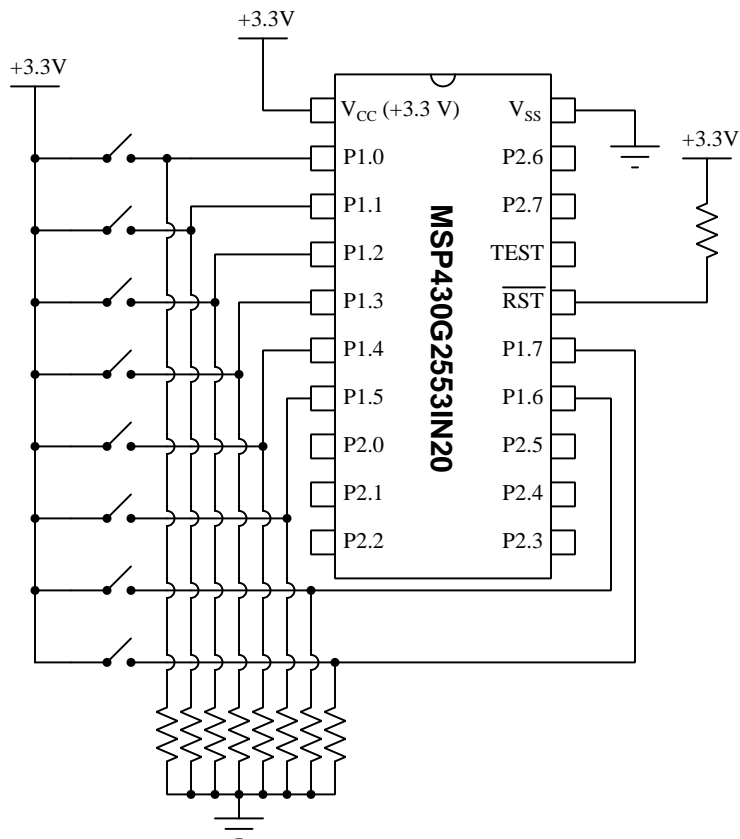 +3.3V
+3.3V
V_CC (+3.3 V)
V_SS
P1.0
P2.6
+3.3V
P1.1
P2.7
P1.2
TEST
P1.3
RST
P1.4
P1.7
P1.5
P1.6
P2.0
P2.5
P2.1
P2.4
P2.2
P2.3
MSP430G2553IN20